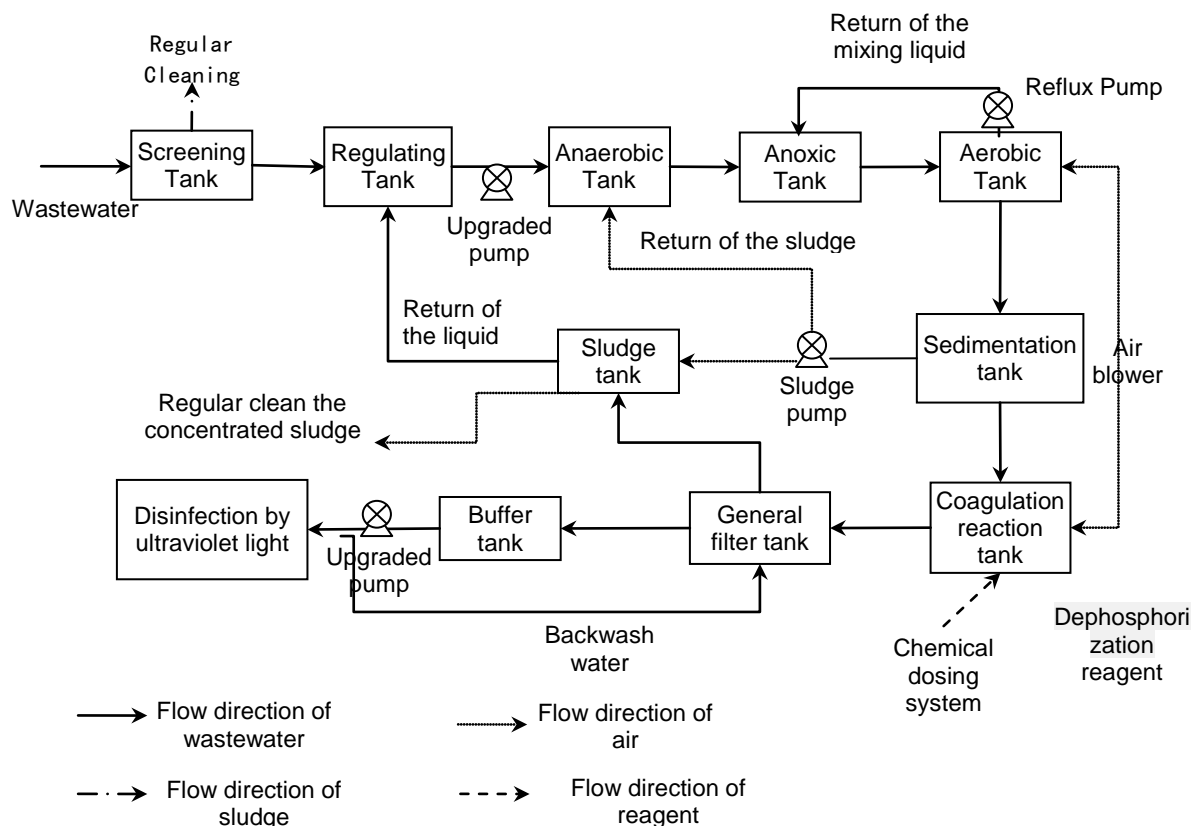 Return of the
mixing liquid
Regular
Cleaning
Reflux Pump
Screening
Tank
Regulating
Tank
Anaerobic
Tank
Anoxic
Tank
Aerobic
Tank
Wastewater
Upgraded
pump
Return of the sludge
Return of
the liquid
Sludge
tank
Sludge
pump
Sedimentation
tank
Air
blower
Regular clean the
concentrated sludge
Disinfection by
ultraviolet light
Upgraded
pump
Buffer
tank
General
filter tank
Coagulation
reaction
tank
Backwash
water
Chemical
dosing
system
Dephosphori
zation
reagent
Flow direction of
wastewater
Flow direction of
air
Flow direction of
sludge
Flow direction of
reagent